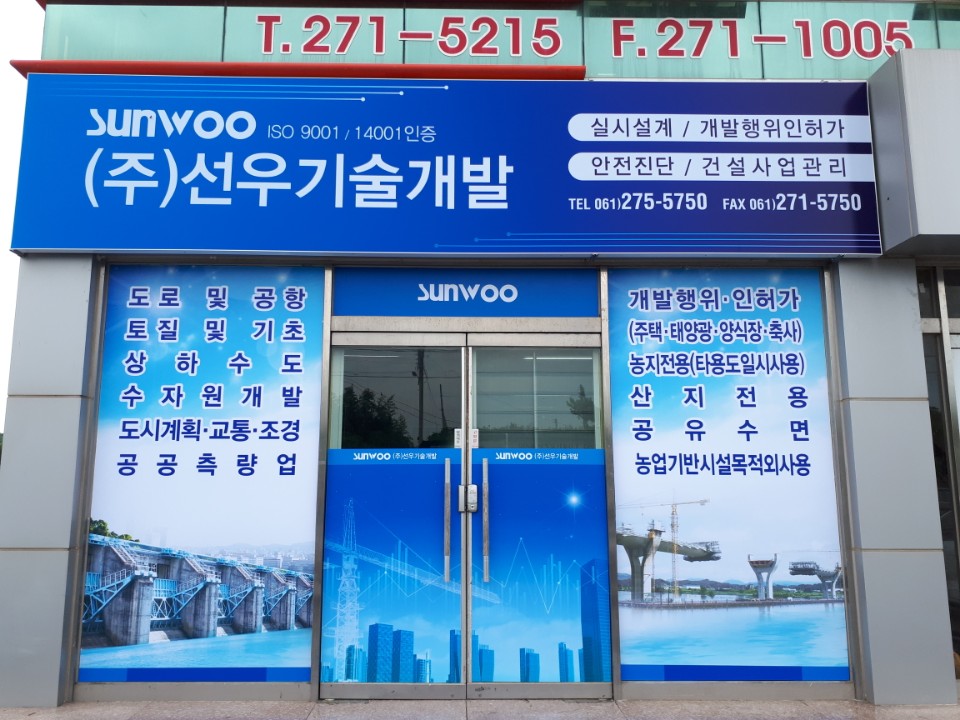 T. 271-5215 F. 271-1005
sunwoo ISO 9001 / 14001인증
(주)선우기술개발
실시설계 / 개발행위인허가
안전진단 / 건설사업관리
TEL 061)275-5750 FAX 061)271-5750
도로 및 공항
토질 및 기초
상하수도
수자원개발
도시계획·교통·조경
공공측량업
sunwoo
sunwoo (주)선우기술개발
sunwoo (주)선우기술개발
개발행위·인허가
(주택·태양광·양식장·축사)
농지전용(타용도일시사용)
산지전용
공유수면
농업기반시설목적외사용